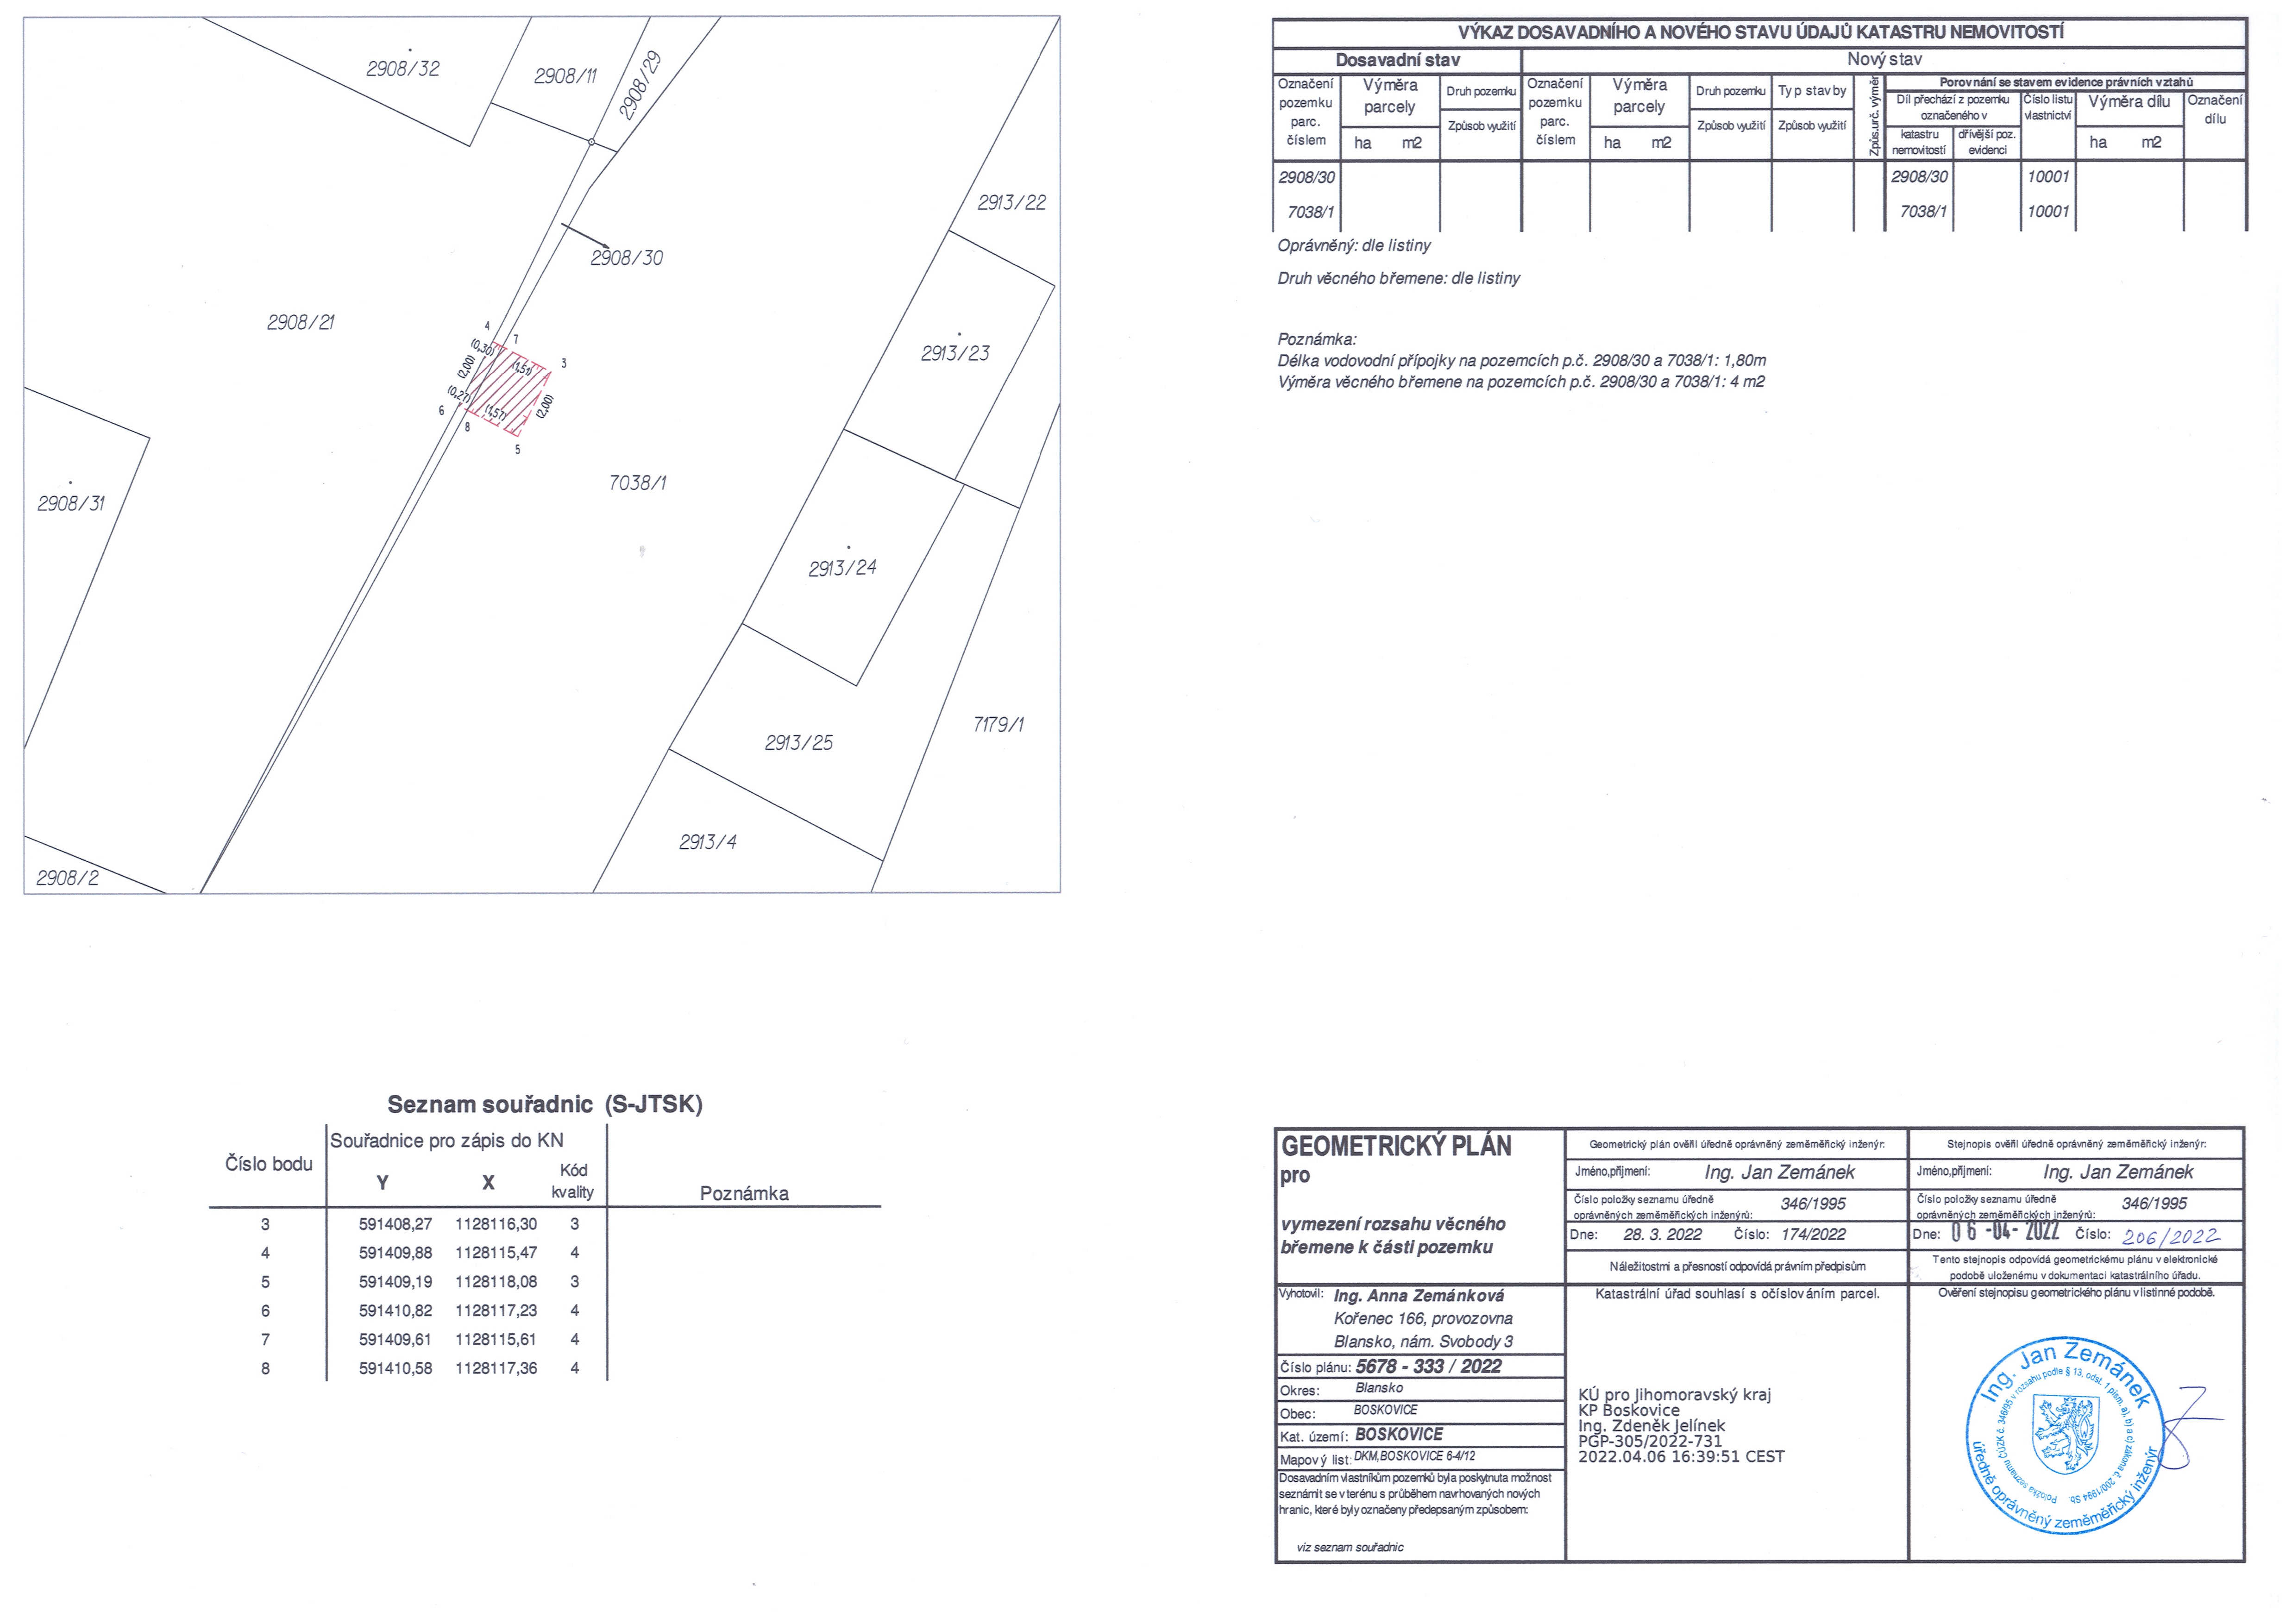 2908/32
2908/11
2908/29
2913/22
2908/30
2908/21
4
7
3
(0,30)
(2,00)
(1,51)
2913/23
(0,27)
(1,57)
(2,00)
6
8
5
7038/1
2908/31
2913/24
2913/25
7179/1
2913/4
2908/2
VÝKAZ DOSAVADNÍHO A NOVÉHO STAVU ÚDAJŮ KATASTRU NEMOVITOSTÍ
Dosavadní stav
Nový stav
Označení pozemku parc. číslem
Výměra parcely
ha m2
Druh pozemku
Způsob využití
Označení pozemku parc. číslem
Výměra parcely
ha m2
Druh pozemku
Způsob využití
Typ stavby
Způsob využití
Způs.urč. výměr
Porovnání se stavem evidence právních vztahů
Díl přechází z pozemku označeného v
katastru nemovitostí
dřívější poz. evidenci
Číslo listu vlastnictví
Výměra dílu
ha m2
Označení dílu
2908/30 2908/30 10001
7038/1 7038/1 10001
Oprávněný: dle listiny
Druh věcného břemene: dle listiny
Poznámka:
Délka vodovodní přípojky na pozemcích p.č. 2908/30 a 7038/1: 1,80m
Výměra věcného břemene na pozemcích p.č. 2908/30 a 7038/1: 4 m2
Seznam souřadnic (S-JTSK)
Číslo bodu
Souřadnice pro zápis do KN
Y X Kód kvality
Poznámka
3 591408,27 1128116,30 3
4 591409,88 1128115,47 4
5 591409,19 1128118,08 3
6 591410,82 1128117,23 4
7 591409,61 1128115,61 4
8 591410,58 1128117,36 4
GEOMETRICKÝ PLÁN
pro
vymezení rozsahu věcného
břemene k části pozemku
Geometrický plán ověřil úředně oprávněný zeměměřický inženýr:
Jméno,příjmení: Ing. Jan Zemánek
Číslo položky seznamu úředně
oprávněných zeměměřických inženýrů: 346/1995
Dne: 28. 3. 2022 Číslo: 174/2022
Náležitostmi a přesností odpovídá právním předpisům
Stejnopis ověřil úředně oprávněný zeměměřický inženýr:
Jméno,příjmení: Ing. Jan Zemánek
Číslo položky seznamu úředně
oprávněných zeměměřických inženýrů: 346/1995
Dne: 06 -04- 2022 Číslo: 206/2022
Tento stejnopis odpovídá geometrickému plánu v elektronické
podobě uloženému v dokumentaci katastrálního úřadu.
Vyhotovil: Ing. Anna Zemánková
Kořenec 166, provozovna
Blansko, nám. Svobody 3
Číslo plánu: 5678 - 333 / 2022
Okres: Blansko
Obec: BOSKOVICE
Kat. území: BOSKOVICE
Mapový list: DKM,BOSKOVICE 6-4/12
Dosavadním vlastníkům pozemků byla poskytnuta možnost
seznámit se v terénu s průběhem navrhovaných nových
hranic, které byly označeny předepsaným způsobem:
viz seznam souřadnic
Katastrální úřad souhlasí s očíslováním parcel.
KÚ pro Jihomoravský kraj
KP Boskovice
Ing. Zdeněk Jelínek
PGP-305/2022-731
2022.04.06 16:39:51 CEST
Ověření stejnopisu geometrického plánu v listinné podobě.
Ing. Jan Zemánek
úředně oprávněný zeměměřický inženýr
Položka seznamu ČÚZK č. 346/95 v rozsahu podle § 13, odst. 1 písm. a), b) a c) zákona č. 200/1994 Sb.